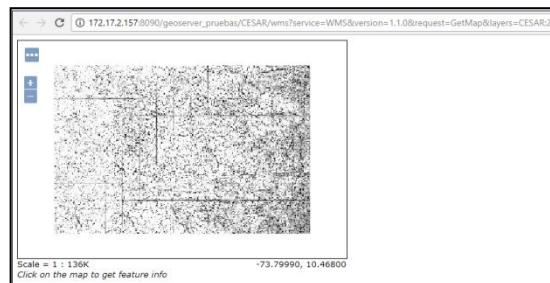 172.17.2.157:8090/geoserver_pruebas/CESAR/wms?service=WMS&version=1.1.0&request=GetMap&layers=CESAR:2
+
−
Scale = 1 : 136K
-73.79990, 10.46800
Click on the map to get feature info